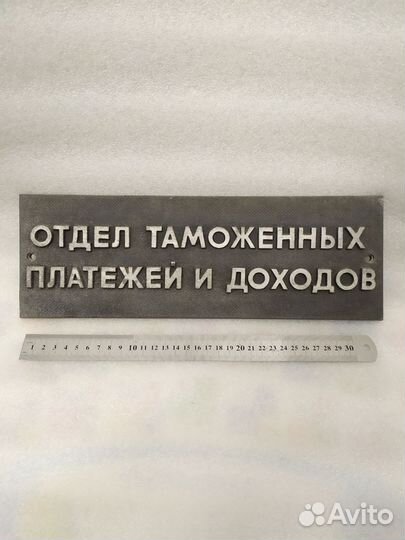 ОТДЕЛ ТАМОЖЕННЫХ
ПЛАТЕЖЕЙ И ДОХОДОВ
1 2 3 4 5 6 7 8 9 10 11 12 13 14 15 16 17 18 19 20 21 22 23 24 25 26 27 28 29 30
Avito